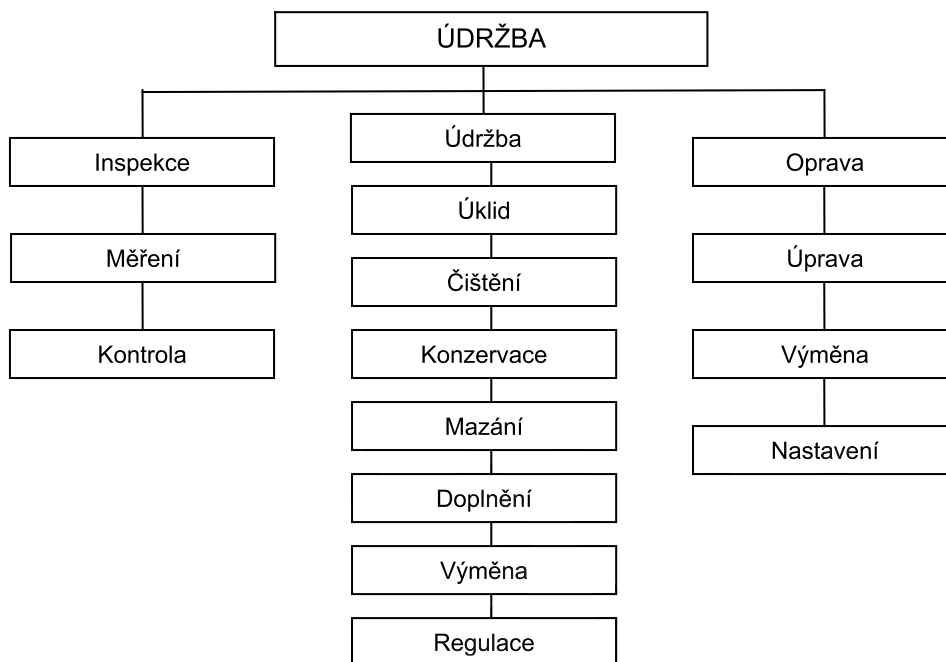 ÚDRŽBA
Inspekce
Měření
Kontrola
Údržba
Úklid
Čištění
Konzervace
Mazání
Doplnění
Výměna
Regulace
Oprava
Úprava
Výměna
Nastavení